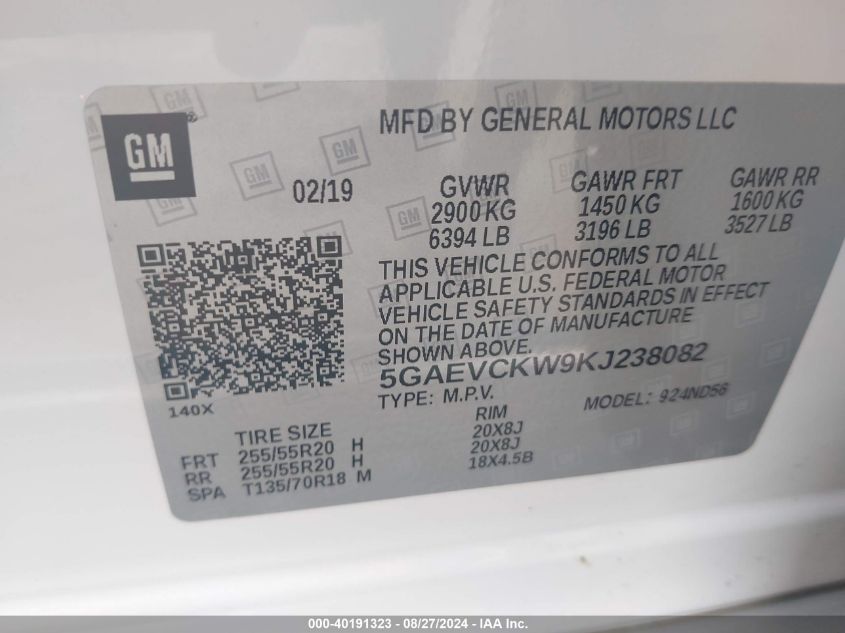 GM®
MFD BY GENERAL MOTORS LLC
02/19
GVWR GAWR FRT GAWR RR
2900 KG 1450 KG 1600 KG
6394 LB 3196 LB 3527 LB
THIS VEHICLE CONFORMS TO ALL
APPLICABLE U.S. FEDERAL MOTOR
VEHICLE SAFETY STANDARDS IN EFFECT
ON THE DATE OF MANUFACTURE
SHOWN ABOVE.
5GAEVCKW9KJ238082
TYPE: M.P.V. MODEL: 924ND56
140X
TIRE SIZE RIM
FRT 255/55R20 H 20X8J
RR 255/55R20 H 20X8J
SPA T135/70R18 M 18X4.5B
000-40191323 - 08/27/2024 - IAA Inc.